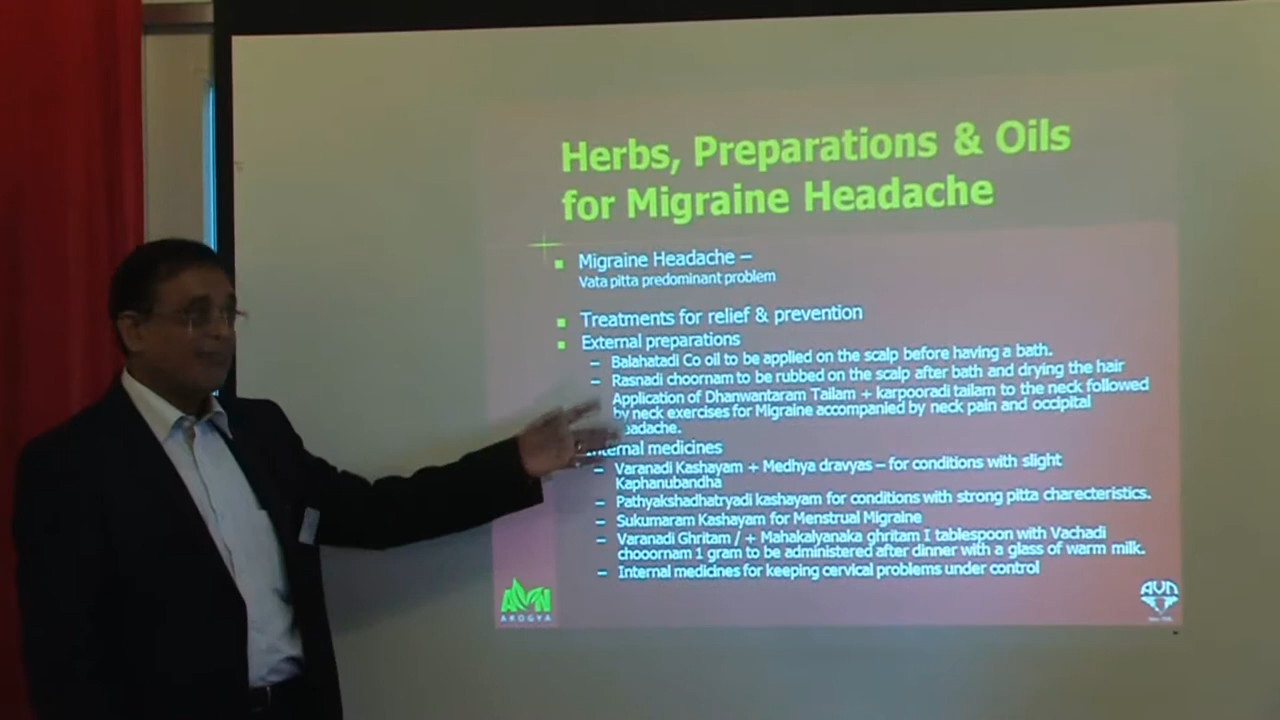 Herbs, Preparations & Oils
for Migraine Headache
Migraine Headache –
Vata pitta predominant problem
Treatments for relief & prevention
External preparations
– Balahatadi Co oil to be applied on the scalp before having a bath.
– Rasnadi choornam to be rubbed on the scalp after bath and drying the hair
Application of Dhanwantaram Tailam + karpooradi tailam to the neck followed
by neck exercises for Migraine accompanied by neck pain and occipital
eadache.
nternal medicines
– Varanadi Kashayam + Medhya dravyas – for conditions with slight
Kaphanubandha
– Pathyakshadhatryadi kashayam for conditions with strong pitta charecteristics.
– Sukumaram Kashayam for Menstrual Migraine
– Varanadi Ghritam / + Mahakalyanaka ghritam I tablespoon with Vachadi
chooornam 1 gram to be administered after dinner with a glass of warm milk.
– Internal medicines for keeping cervical problems under control
AVN
AROGYA
AVN